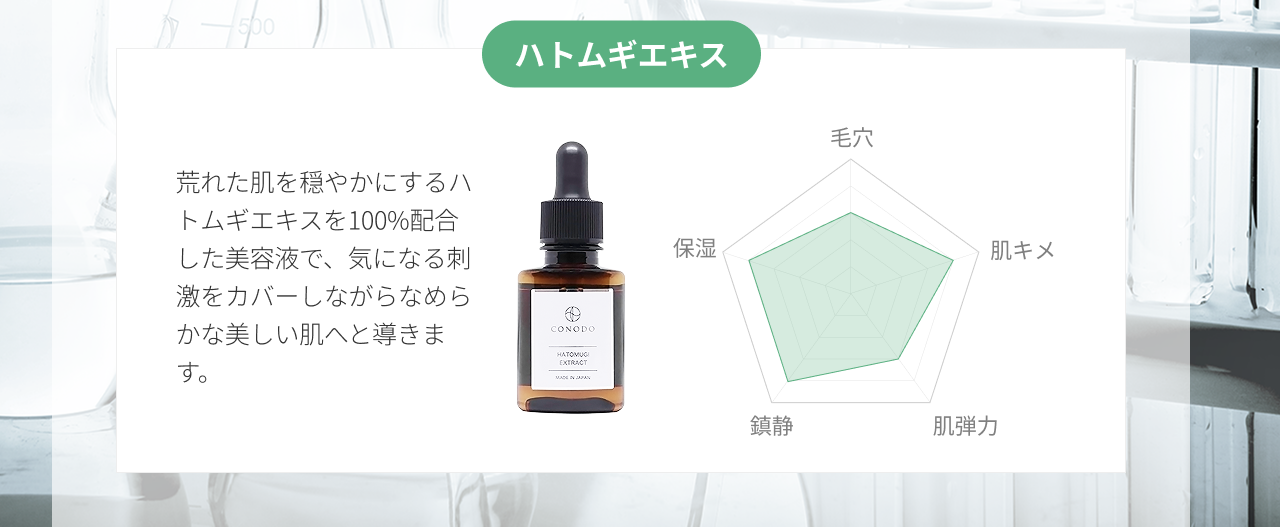 500
ハトムギエキス
荒れた肌を穏やかにするハ
トムギエキスを100%配合
した美容液で、気になる刺
激をカバーしながらなめら
かな美しい肌へと導きま
す。
CONODO
HATOMUGI
EXTRACT
MADE IN JAPAN
毛穴
保湿
肌キメ
鎮静
肌弾力